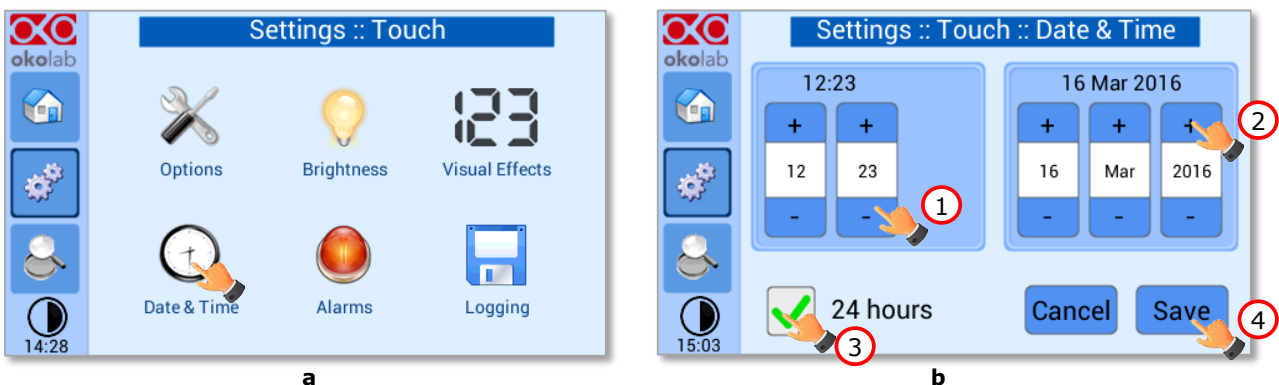 Settings :: Touch
okolab
Options
Brightness
123
Visual Effects
Date & Time
Alarms
Logging
14:28
a
Settings :: Touch :: Date & Time
okolab
12:23
16 Mar 2016
2
+ +
+ + +
12 23
16 Mar 2016
1
- -
- - -
24 hours
Cancel
Save
3
4
15:03
b